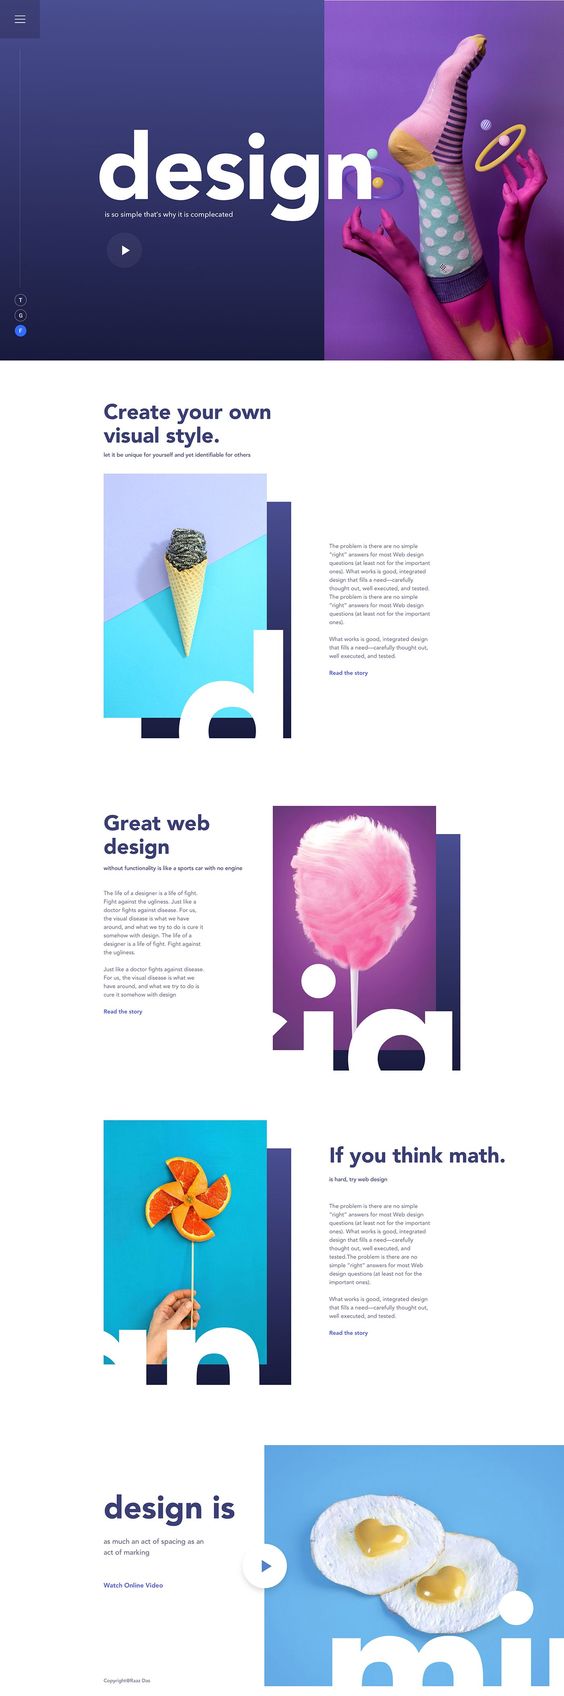 design
is so simple that's why it is complecated
T
G
F
Create your own
visual style.
let it be unique for yourself and yet identifiable for others
The problem is there are no simple
"right" answers for most Web design
questions (at least not for the important
ones). What works is good, integrated
design that fills a need—carefully
thought out, well executed, and tested.
The problem is there are no simple
"right" answers for most Web design
questions (at least not for the important
ones).
What works is good, integrated design
that fills a need—carefully thought out,
well executed, and tested.
Read the story
d
Great web
design
without functionality is like a sports car with no engine
The life of a designer is a life of fight.
Fight against the ugliness. Just like a
doctor fights against disease. For us,
the visual disease is what we have
around, and what we try to do is cure it
somehow with design. The life of a
designer is a life of fight. Fight against
the ugliness.
Just like a doctor fights against disease.
For us, the visual disease is what we
have around, and what we try to do is
cure it somehow with design
Read the story
sig
If you think math.
is hard, try web design
The problem is there are no simple
"right" answers for most Web design
questions (at least not for the important
ones). What works is good, integrated
design that fills a need—carefully
thought out, well executed, and
tested.The problem is there are no
simple "right" answers for most Web
design questions (at least not for the
important ones).
What works is good, integrated design
that fills a need—carefully thought out,
well executed, and tested.
Read the story
gn
design is
as much an act of spacing as an
act of marking
Watch Online Video
mi
Copyright@Raaz Das